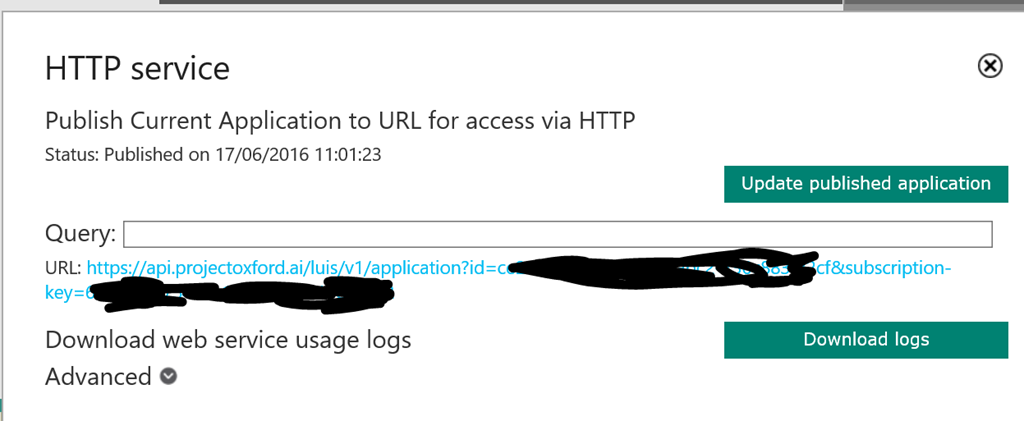 HTTP service
Publish Current Application to URL for access via HTTP
Status: Published on 17/06/2016 11:01:23
Update published application
Query:
URL: https://api.projectoxford.ai/luis/v1/application?id=c cf&subscription-
key=
Download web service usage logs
Download logs
Advanced